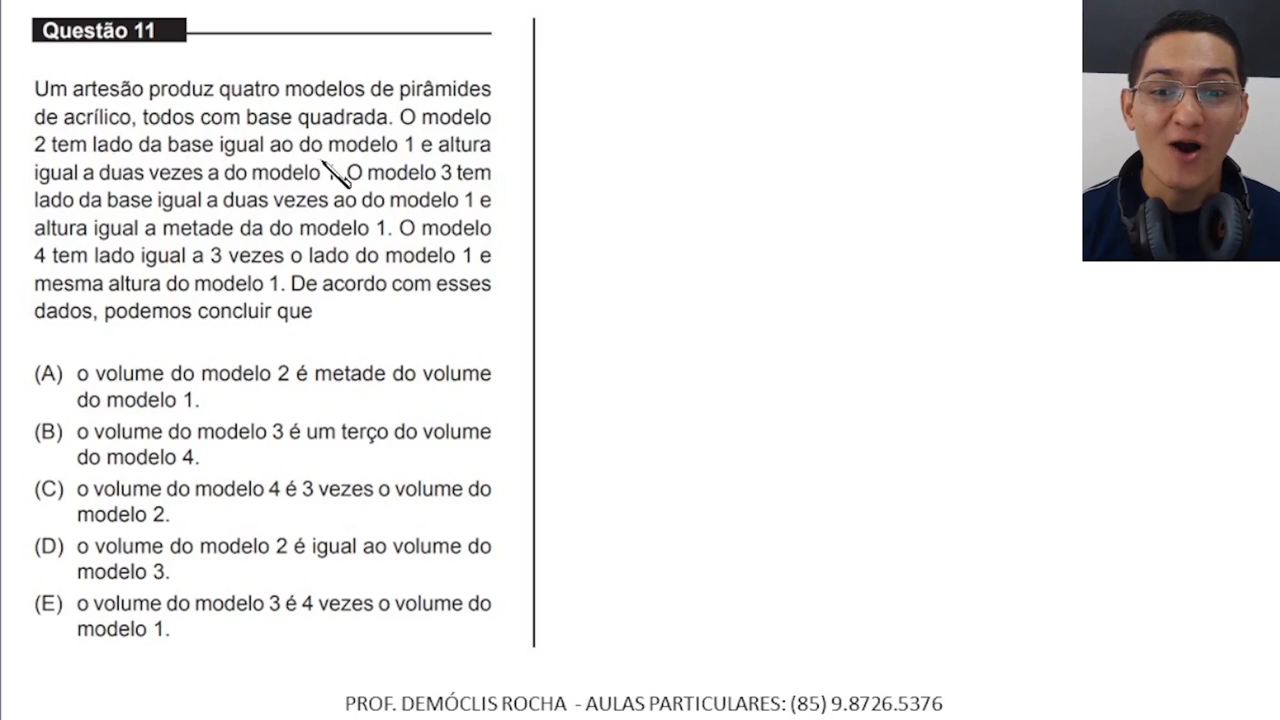 Questão 11
Um artesão produz quatro modelos de pirâmides
de acrílico, todos com base quadrada. O modelo
2 tem lado da base igual ao do modelo 1 e altura
igual a duas vezes a do modelo O modelo 3 tem
lado da base igual a duas vezes ao do modelo 1 e
altura igual a metade da do modelo 1. O modelo
4 tem lado igual a 3 vezes o lado do modelo 1 e
mesma altura do modelo 1. De acordo com esses
dados, podemos concluir que
(A) o volume do modelo 2 é metade do volume
do modelo 1.
(B) o volume do modelo 3 é um terço do volume
do modelo 4.
(C) o volume do modelo 4 é 3 vezes o volume do
modelo 2.
(D) o volume do modelo 2 é igual ao volume do
modelo 3.
(E) o volume do modelo 3 é 4 vezes o volume do
modelo 1.
PROF. DEMÓCLIS ROCHA - AULAS PARTICULARES: (85) 9.8726.5376